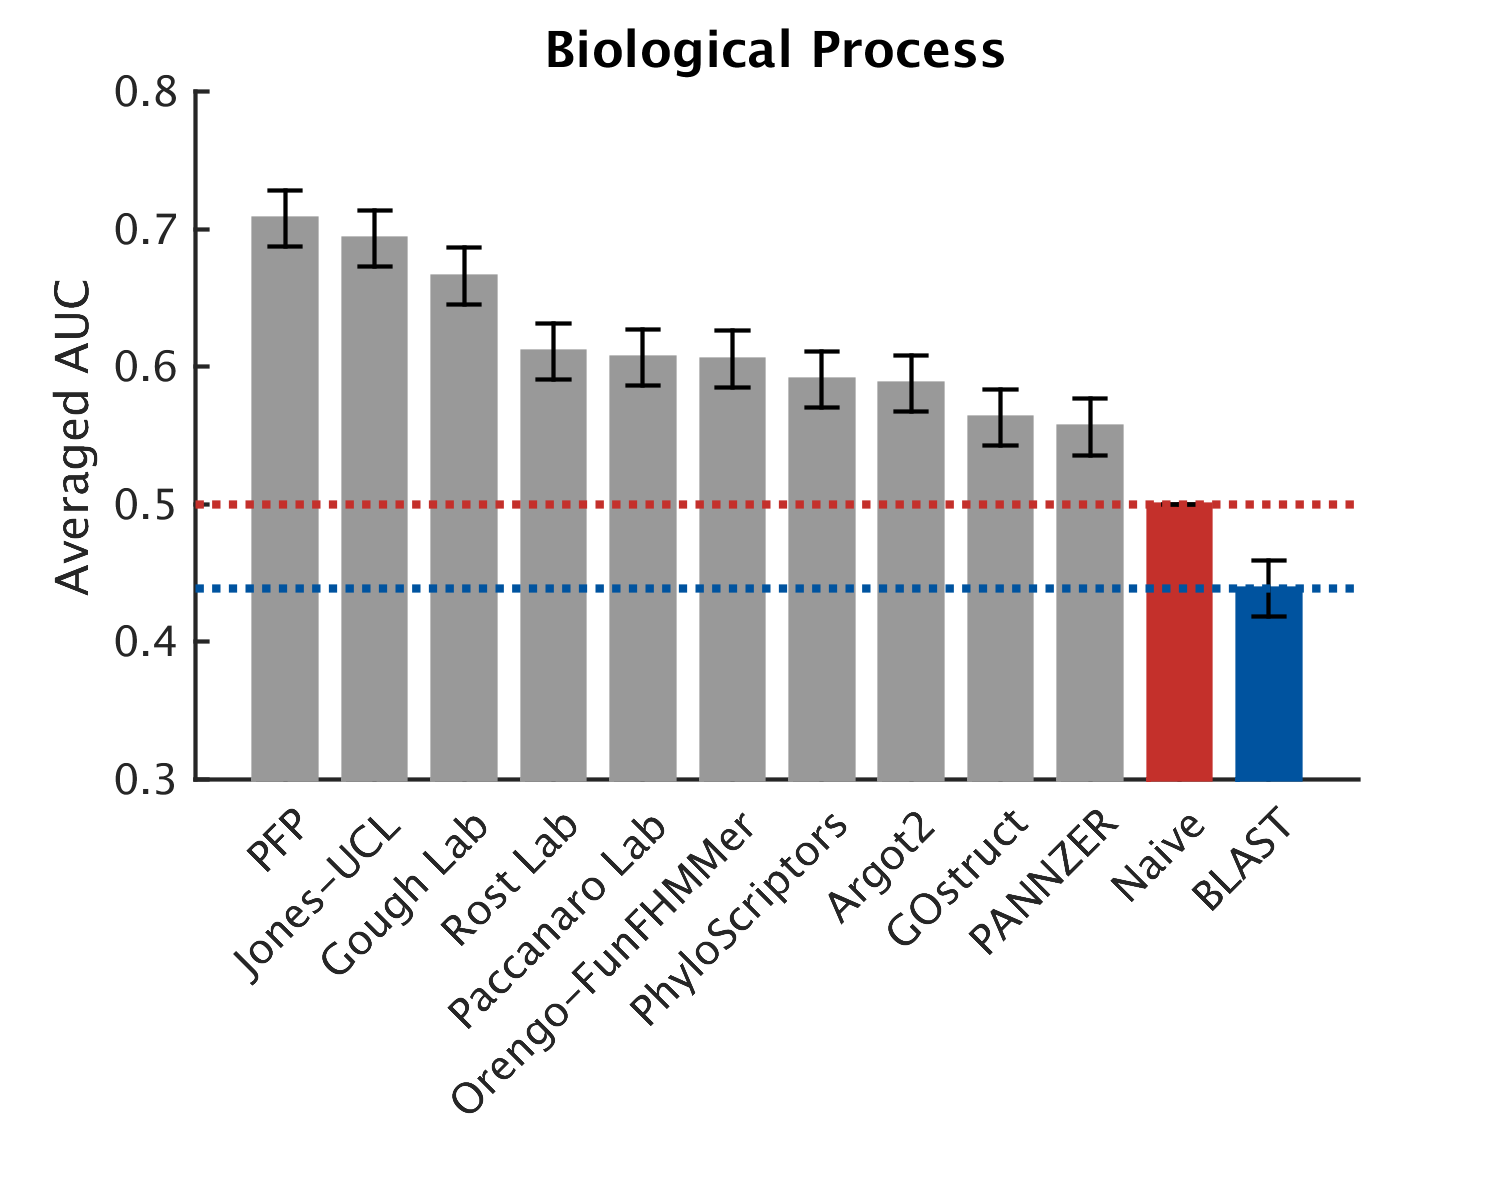 Biological Process
Averaged AUC
0.8
0.7
0.6
0.5
0.4
0.3
PFP
Jones–UCL
Gough Lab
Rost Lab
Paccanaro Lab
Orengo–FunFHMMer
PhyloScriptors
Argot2
GOstruct
PANNZER
Naive
BLAST